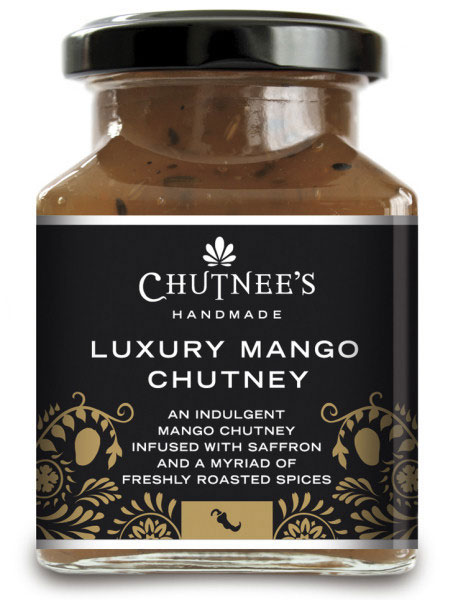 CHUTNEE'S
HANDMADE
LUXURY MANGO
CHUTNEY
AN INDULGENT
MANGO CHUTNEY
INFUSED WITH SAFFRON
AND A MYRIAD OF
FRESHLY ROASTED SPICES